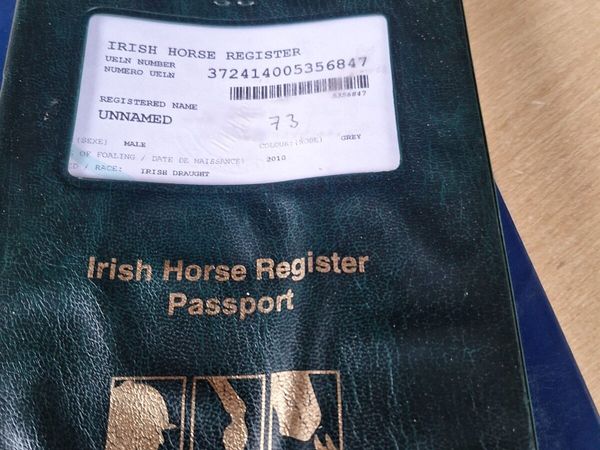 IRISH HORSE REGISTER
UELN NUMBER
NUMERO UELN 372414005356847
5356847
REGISTERED NAME
UNNAMED 73
(SEXE) MALE COLOUR:(ROBE) GREY
OF FOALING / DATE DE NAISSANCE: 2010
/ RACE: IRISH DRAUGHT
Irish Horse Register
Passport